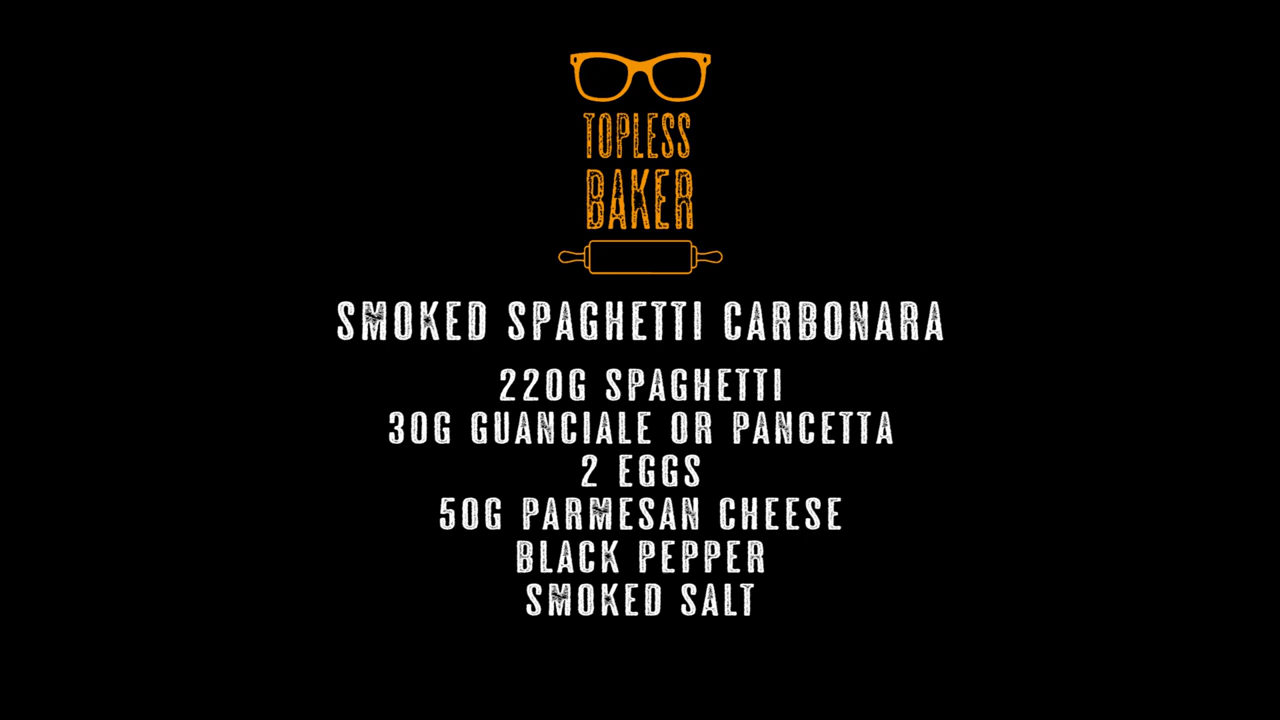 TOPLESS
BAKER
SMOKED SPAGHETTI CARBONARA
220G SPAGHETTI
30G GUANCIALE OR PANCETTA
2 EGGS
50G PARMESAN CHEESE
BLACK PEPPER
SMOKED SALT